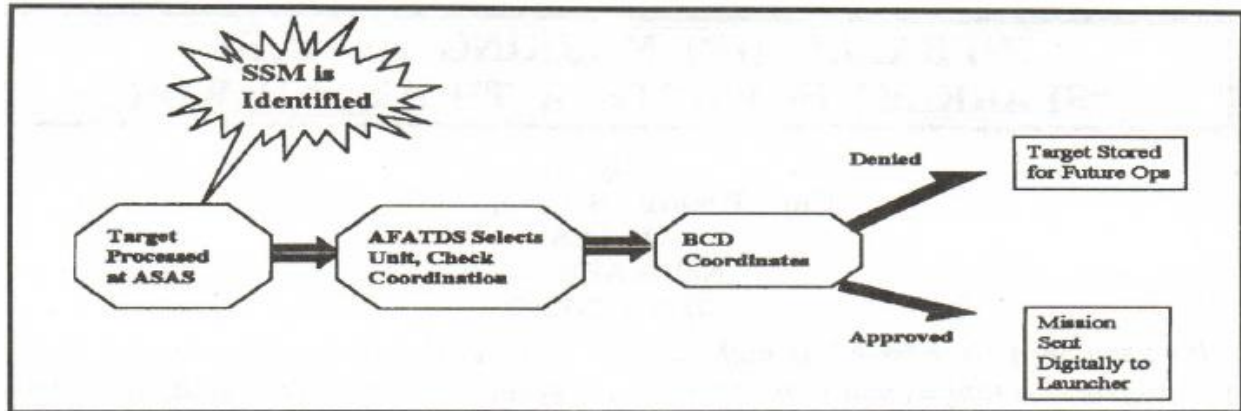 SSM is
Identified
Denied
Target Stored
for Future Ops
Target
Processed
at ASAS
AFATDS Selects
Unit, Check
Coordination
BCD
Coordinates
Approved
Mission
Sent
Digitally to
Launcher